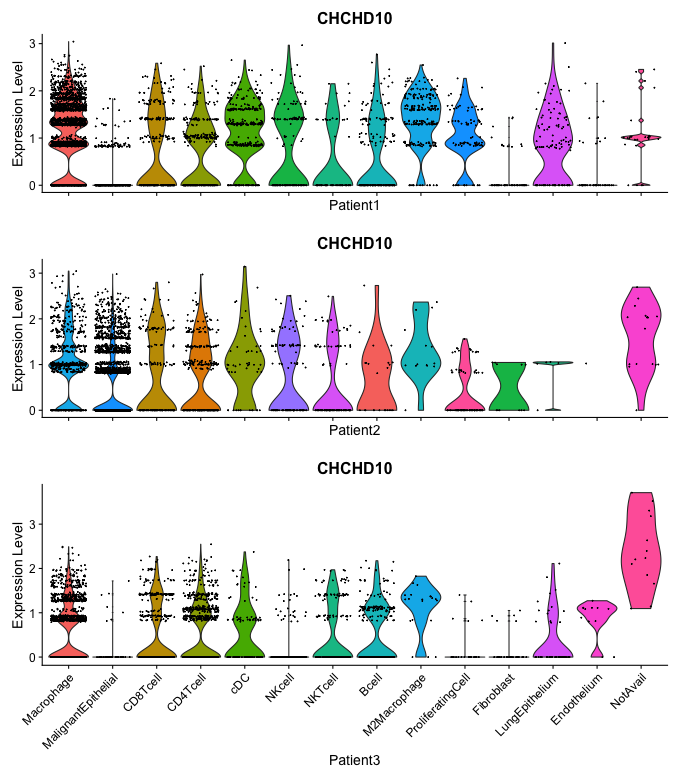 CHCHD10
Expression Level
3
2
1
0
Patient1
CHCHD10
Expression Level
3
2
1
0
Patient2
CHCHD10
Expression Level
3
2
1
0
Macrophage
MalignantEpithelial
CD8Tcell
CD4Tcell
cDC
NKcell
NKTcell
Bcell
M2Macrophage
ProliferatingCell
Fibroblast
LungEpithelium
Endothelium
NotAvail
Patient3